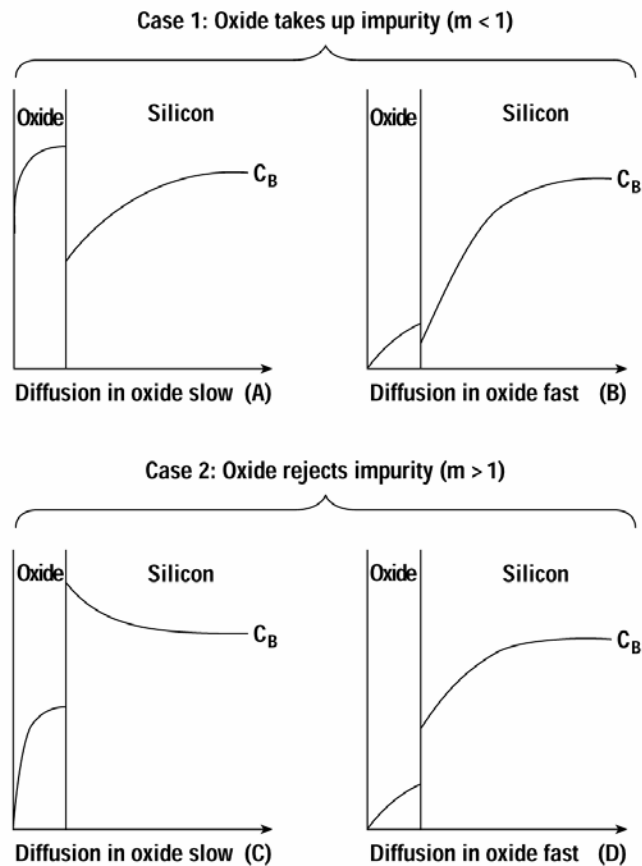 Case 1: Oxide takes up impurity (m < 1)
Oxide Silicon
C_B
Diffusion in oxide slow (A)
Oxide Silicon
C_B
Diffusion in oxide fast (B)
Case 2: Oxide rejects impurity (m > 1)
Oxide Silicon
C_B
Diffusion in oxide slow (C)
Oxide Silicon
C_B
Diffusion in oxide fast (D)